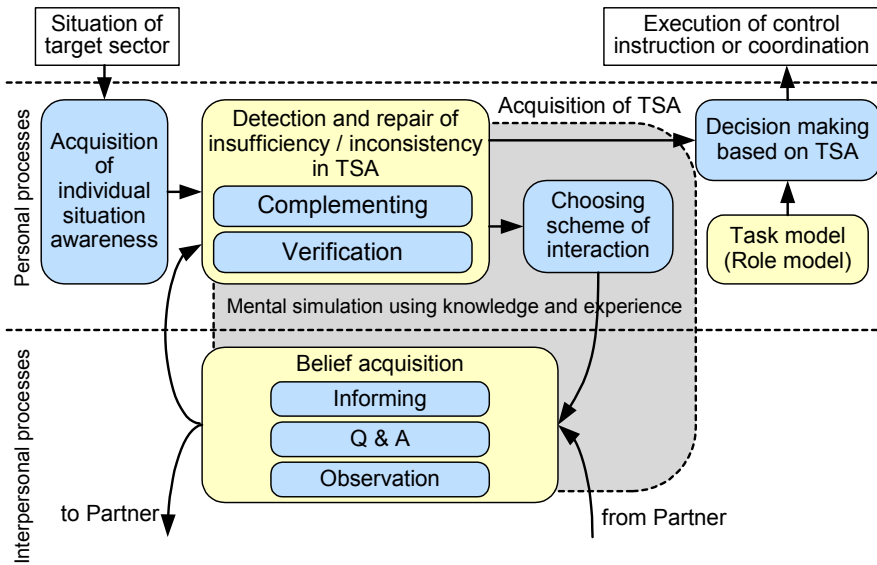 Situation of
target sector
Execution of control
instruction or coordination
Personal processes
Acquisition
of
individual
situation
awareness
Detection and repair of
insufficiency / inconsistency
in TSA
Complementing
Verification
Acquisition of TSA
Choosing
scheme of
interaction
Decision making
based on TSA
Task model
(Role model)
Mental simulation using knowledge and experience
Interpersonal processes
Belief acquisition
Informing
Q & A
Observation
to Partner
from Partner